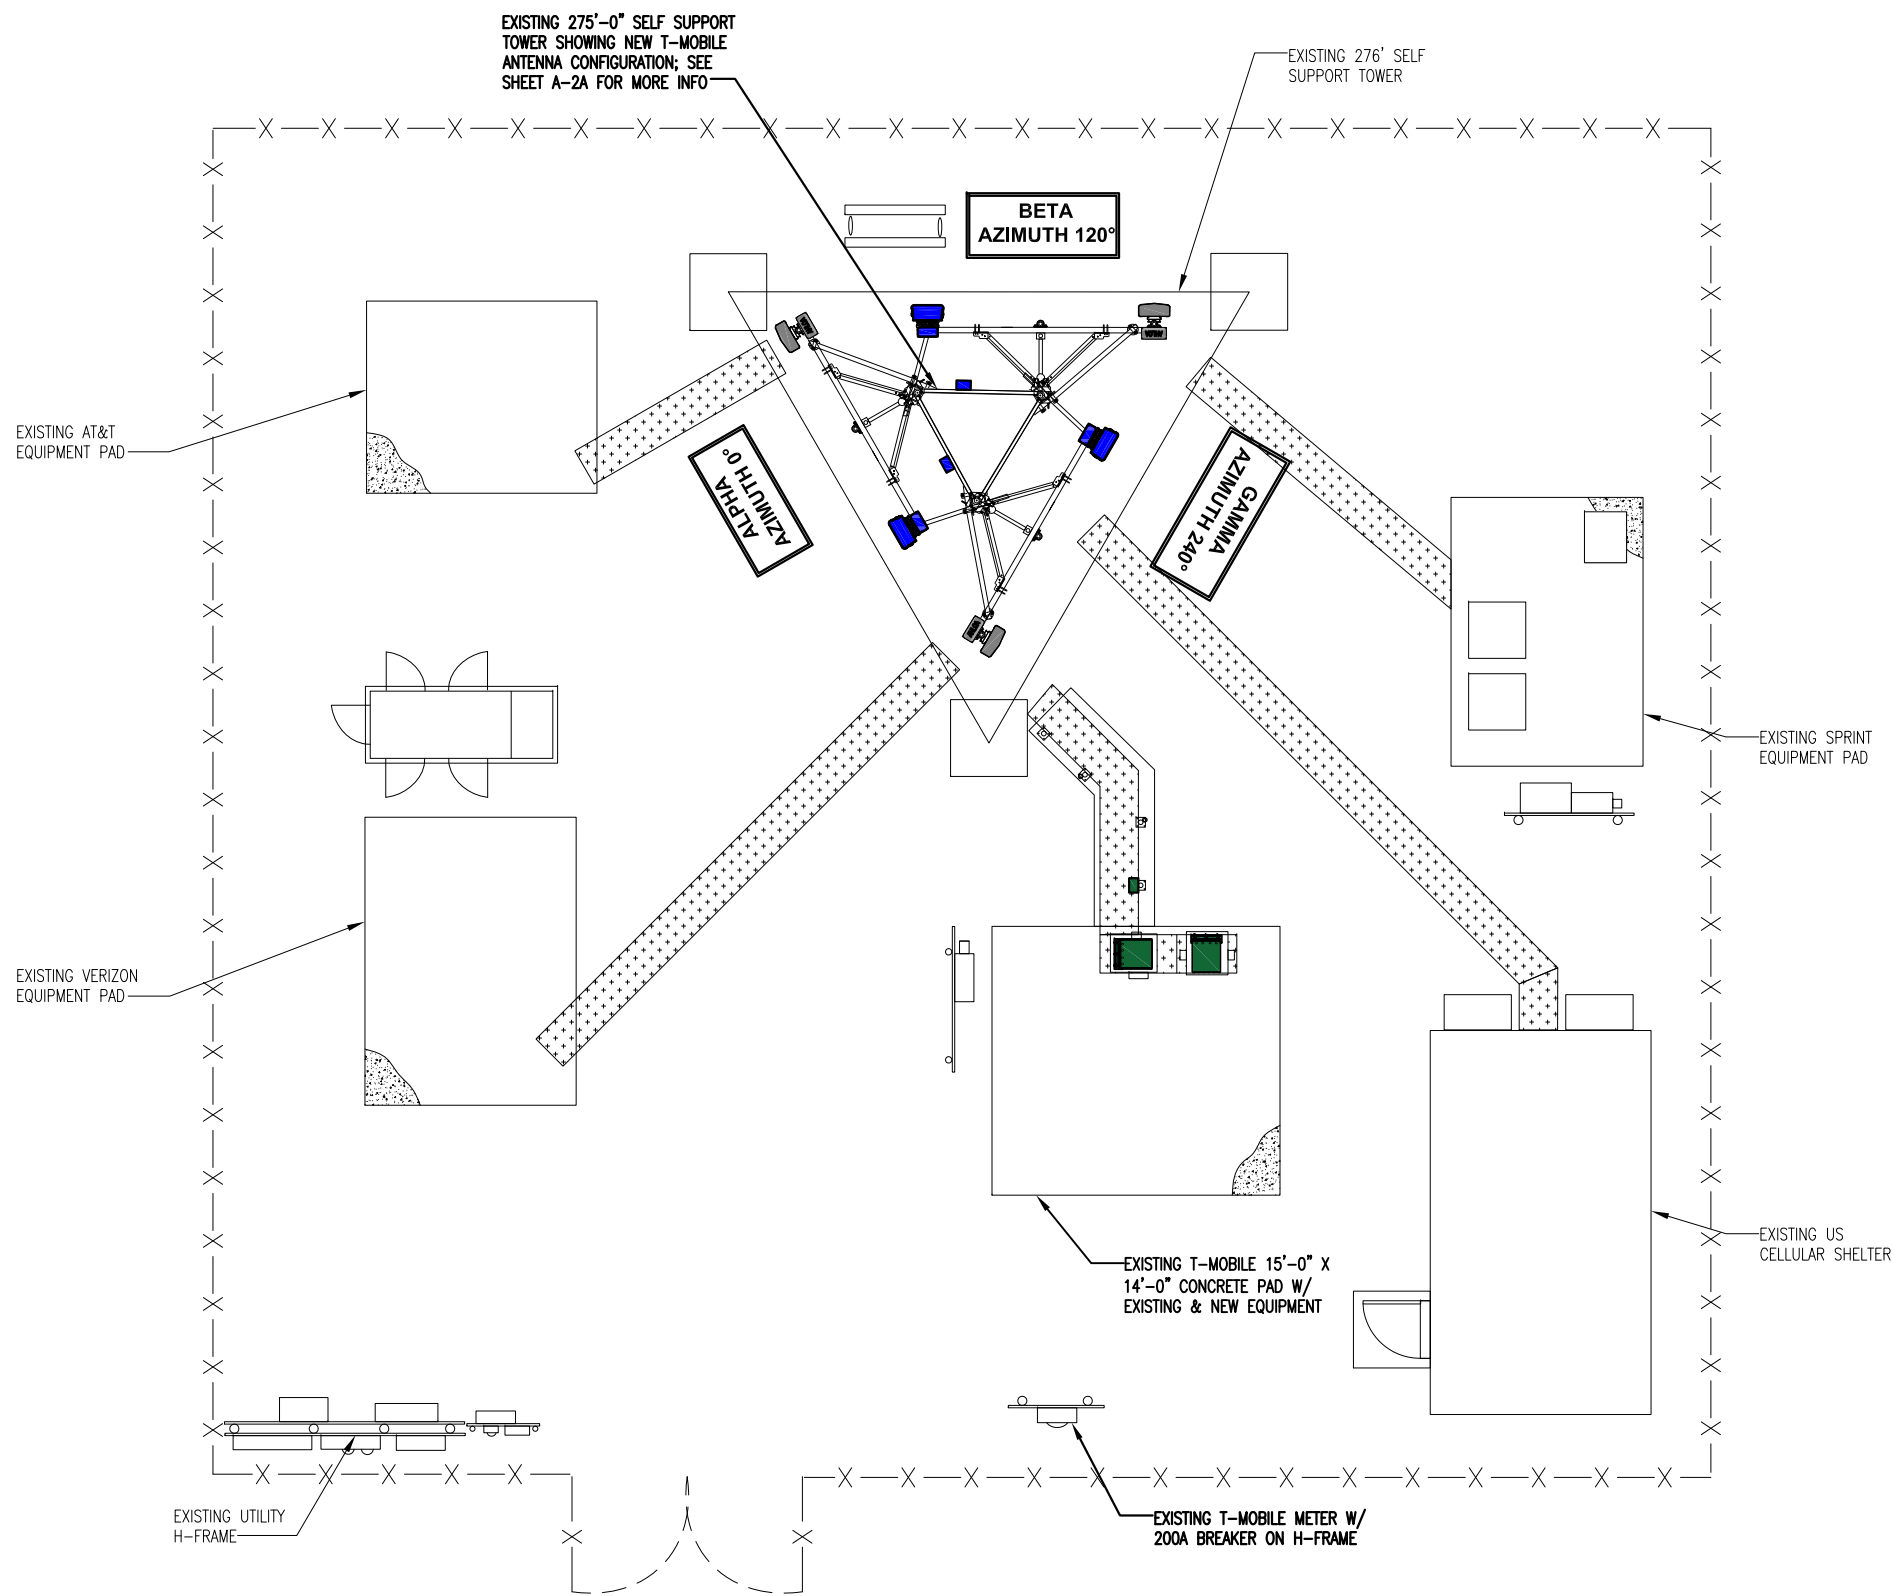 EXISTING 275'-0" SELF SUPPORT
TOWER SHOWING NEW T-MOBILE
ANTENNA CONFIGURATION; SEE
SHEET A-2A FOR MORE INFO
EXISTING 276' SELF
SUPPORT TOWER
BETA
AZIMUTH 120°
EXISTING AT&T
EQUIPMENT PAD
ALPHA
AZIMUTH 0°
GAMMA
AZIMUTH 240°
EXISTING SPRINT
EQUIPMENT PAD
EXISTING VERIZON
EQUIPMENT PAD
EXISTING US
CELLULAR SHELTER
EXISTING T-MOBILE 15'-0" X
14'-0" CONCRETE PAD W/
EXISTING & NEW EQUIPMENT
EXISTING UTILITY
H-FRAME
EXISTING T-MOBILE METER W/
200A BREAKER ON H-FRAME